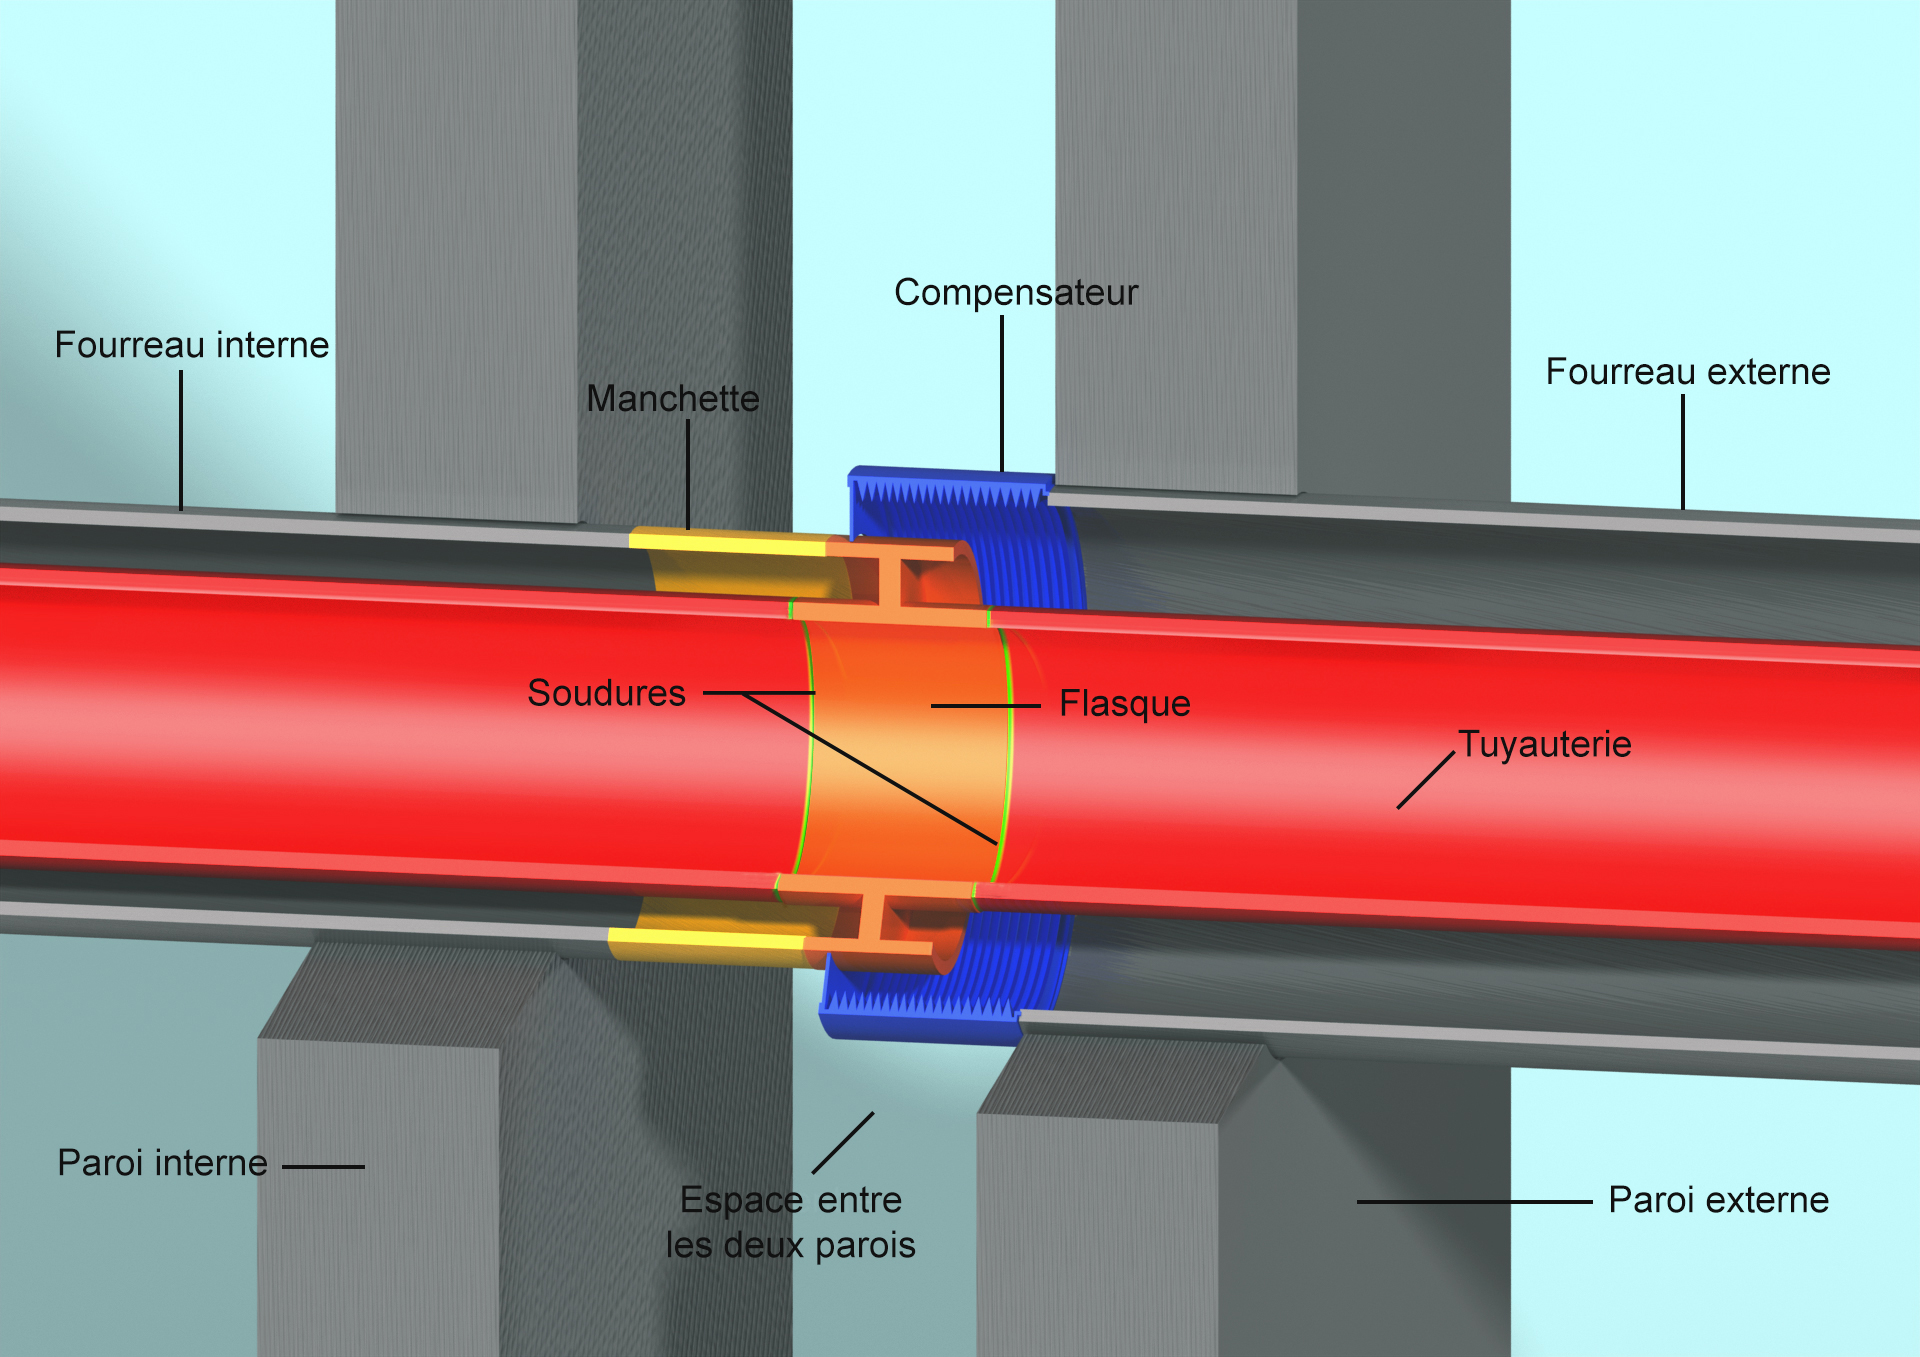 Compensateur
Fourreau interne
Fourreau externe
Manchette
Soudures
Flasque
Tuyauterie
Paroi interne
Espace entre
les deux parois
Paroi externe